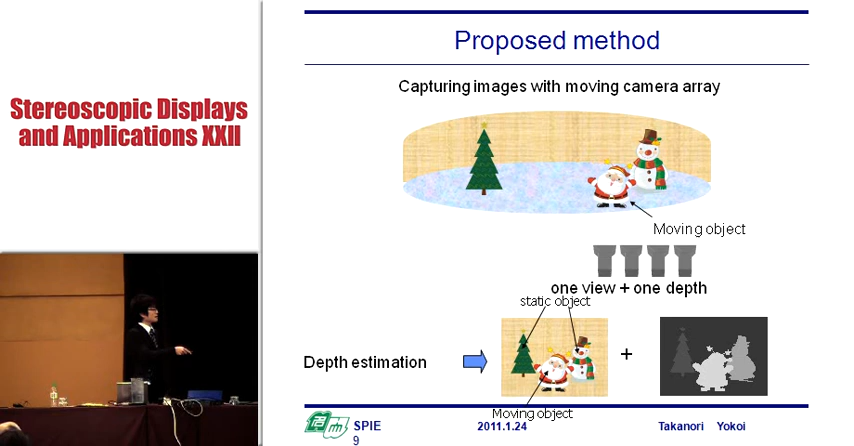 Stereoscopic Displays
and Applications XXII
Proposed method
Capturing images with moving camera array
Moving object
one view + one depth
static object
Depth estimation
+
Moving object
SPIE
2011.1.24
Takanori Yokoi
9